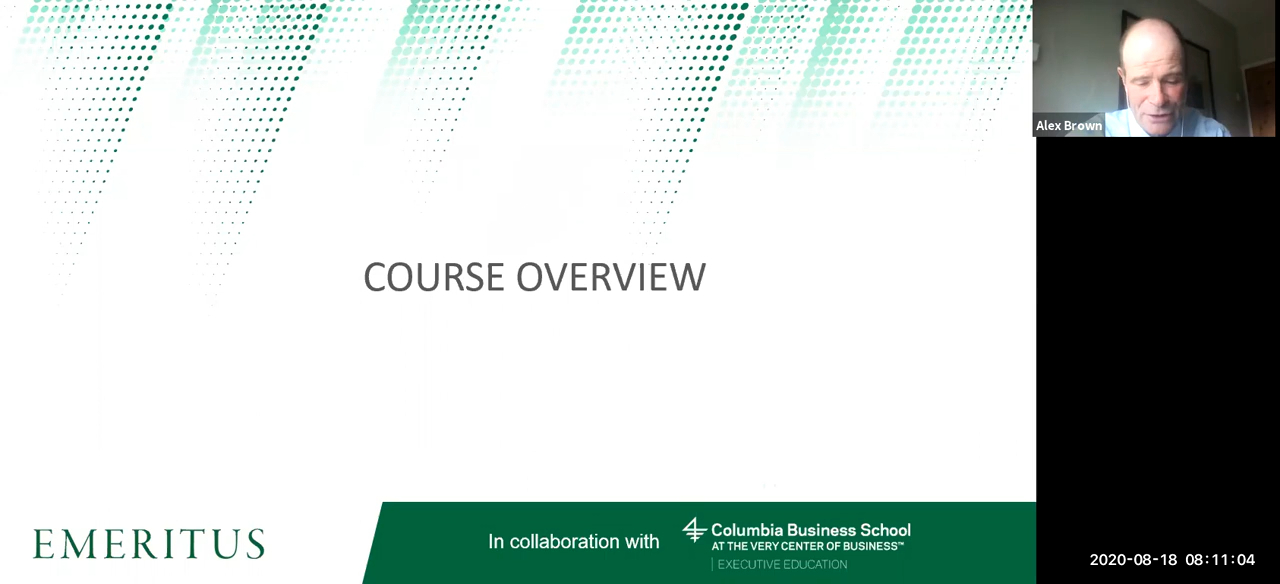 Alex Brown
COURSE OVERVIEW
EMERITUS
In collaboration with
Columbia Business School
AT THE VERY CENTER OF BUSINESS™
EXECUTIVE EDUCATION
2020-08-18 08:11:04